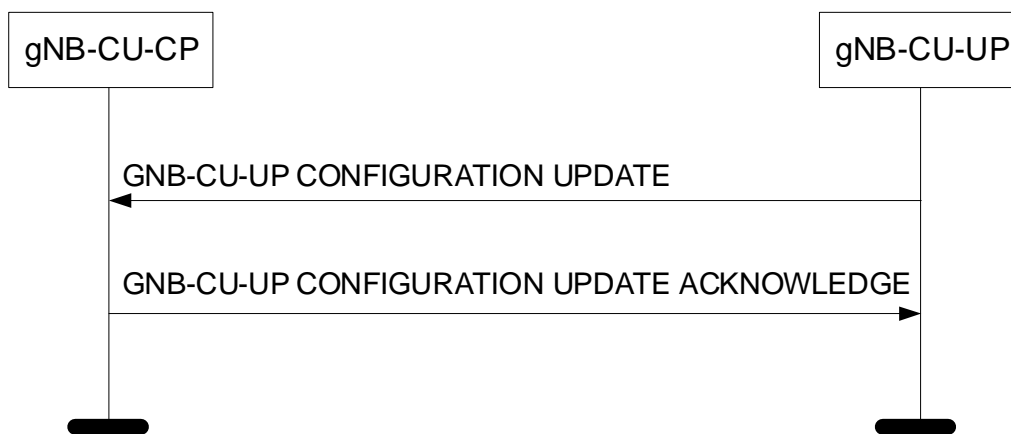 gNB-CU-CP
gNB-CU-UP
GNB-CU-UP CONFIGURATION UPDATE
GNB-CU-UP CONFIGURATION UPDATE ACKNOWLEDGE